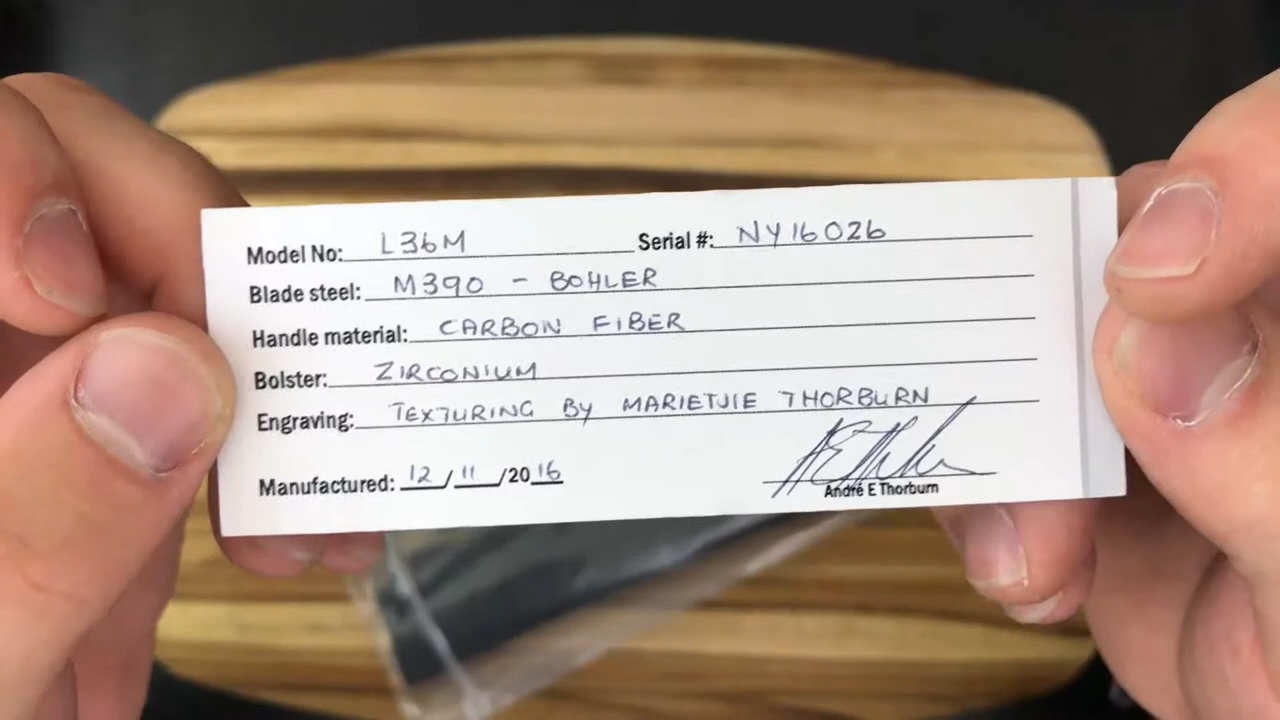 Model No: L36M Serial #: NY16026
Blade steel: M390 - BOHLER
Handle material: CARBON FIBER
Bolster: ZIRCONIUM
Engraving: TEXTURING BY MARIETJIE THORBURN
Manufactured: 12/11/2016
André E Thorburn